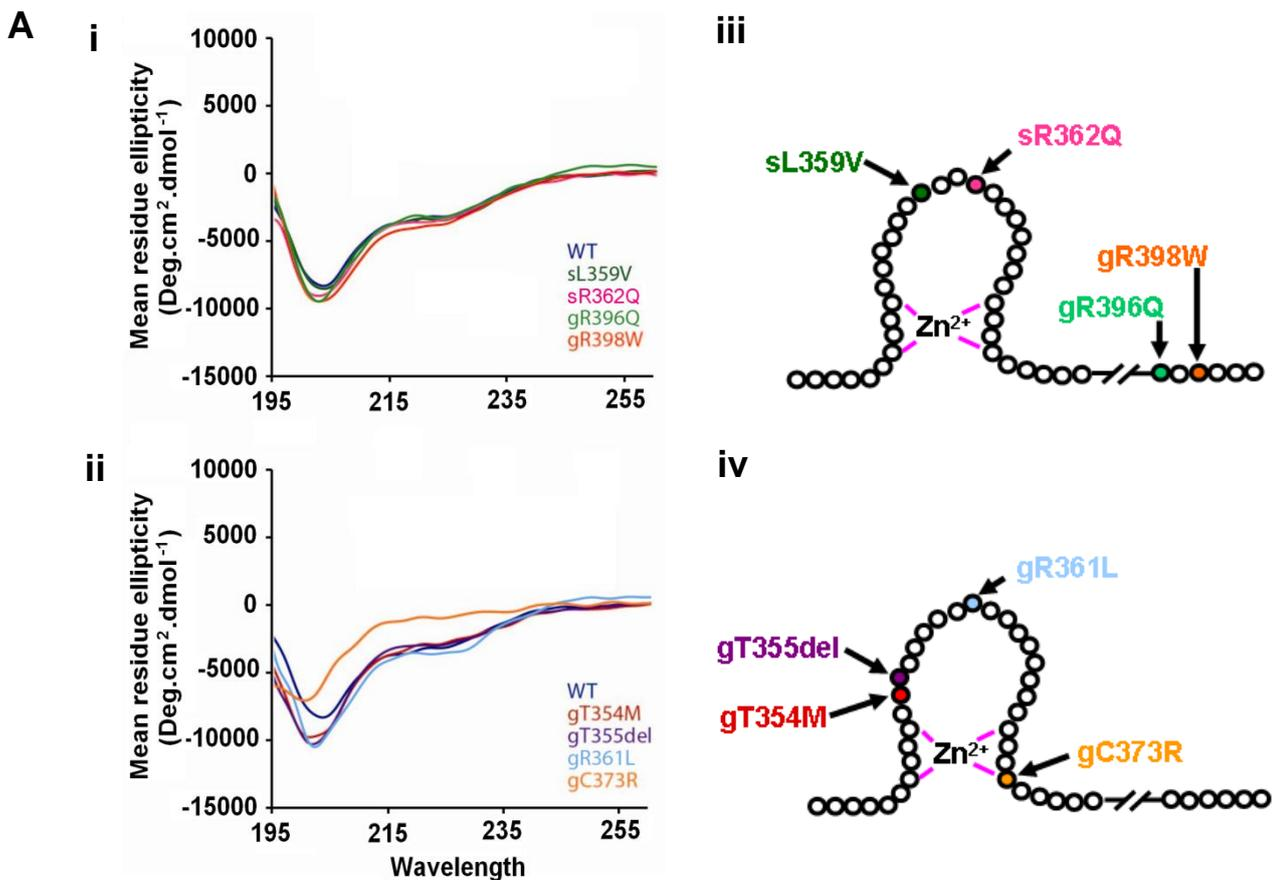 A
i
10000
5000
0
-5000
-10000
-15000
195
215
235
255
Mean residue ellipticity
(Deg.cm².dmol⁻¹)
WT
sL359V
sR362Q
gR396Q
gR398W
iii
sL359V
sR362Q
gR398W
gR396Q
Zn²⁺
ii
10000
5000
0
-5000
-10000
-15000
195
215
235
255
Mean residue ellipticity
(Deg.cm².dmol⁻¹)
Wavelength
WT
gT354M
gT355del
gR361L
gC373R
iv
gR361L
gT355del
gT354M
gC373R
Zn²⁺